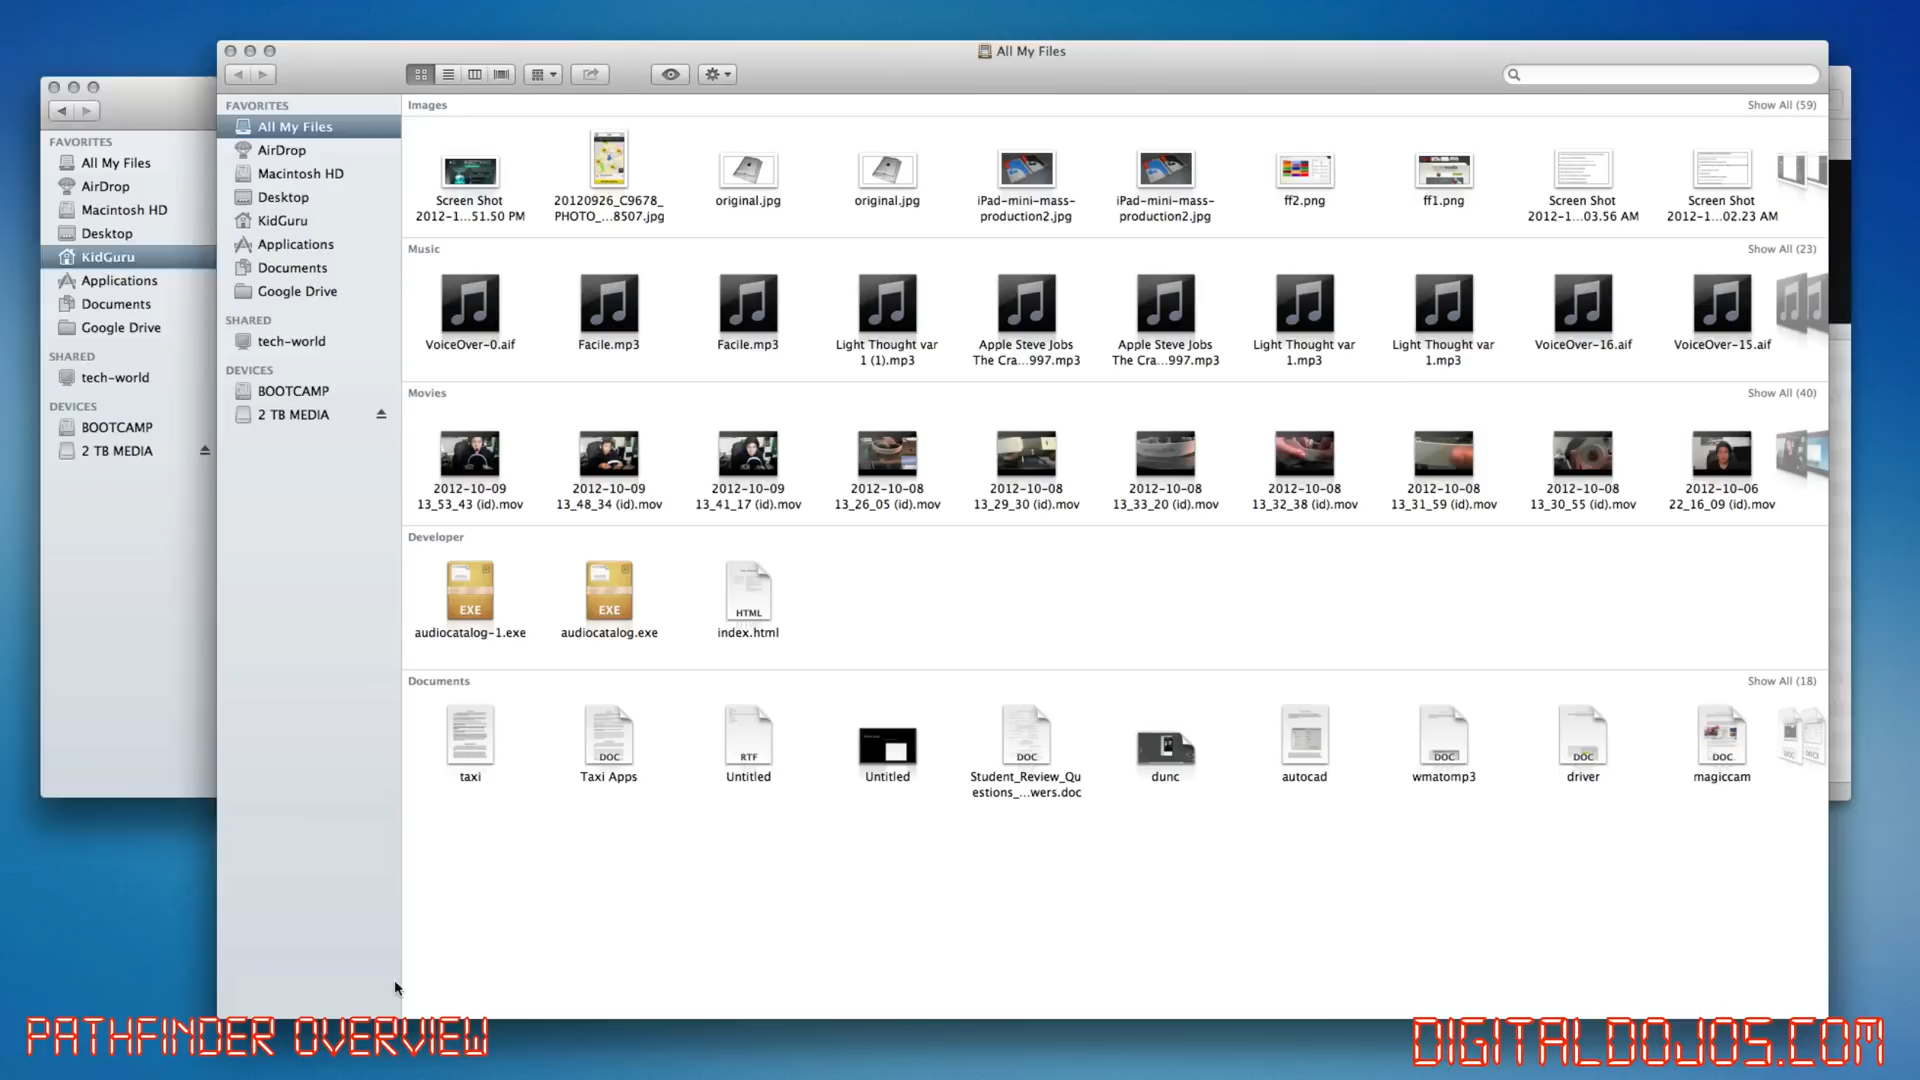 All My Files
FAVORITES
All My Files
AirDrop
Macintosh HD
Desktop
KidGuru
Applications
Documents
Google Drive
SHARED
tech-world
DEVICES
BOOTCAMP
2 TB MEDIA
FAVORITES
All My Files
AirDrop
Macintosh HD
Desktop
KidGuru
Applications
Documents
Google Drive
SHARED
tech-world
DEVICES
BOOTCAMP
2 TB MEDIA
Images Show All (59)
Screen Shot
2012-1...51.50 PM
20120926_C9678_
PHOTO_...8507.jpg
original.jpg
original.jpg
iPad-mini-mass-
production2.jpg
iPad-mini-mass-
production2.jpg
ff2.png
ff1.png
Screen Shot
2012-1...03.56 AM
Screen Shot
2012-1...02.23 AM
Music Show All (23)
VoiceOver-0.aif
Facile.mp3
Facile.mp3
Light Thought var
1 (1).mp3
Apple Steve Jobs
The Cra...997.mp3
Apple Steve Jobs
The Cra...997.mp3
Light Thought var
1.mp3
Light Thought var
1.mp3
VoiceOver-16.aif
VoiceOver-15.aif
Movies Show All (40)
2012-10-09
13_53_43 (id).mov
2012-10-09
13_48_34 (id).mov
2012-10-09
13_41_17 (id).mov
2012-10-08
13_26_05 (id).mov
2012-10-08
13_29_30 (id).mov
2012-10-08
13_33_20 (id).mov
2012-10-08
13_32_38 (id).mov
2012-10-08
13_31_59 (id).mov
2012-10-08
13_30_55 (id).mov
2012-10-06
22_16_09 (id).mov
Developer
EXE
audiocatalog-1.exe
EXE
audiocatalog.exe
HTML
index.html
Documents Show All (18)
taxi
DOC
Taxi Apps
RTF
Untitled
Untitled
DOC
Student_Review_Qu
estions_...wers.doc
dunc
autocad
DOC
wmatomp3
DOC
driver
DOC
magiccam
PATHFINDER OVERVIEW
DIGITALDOJOS.COM